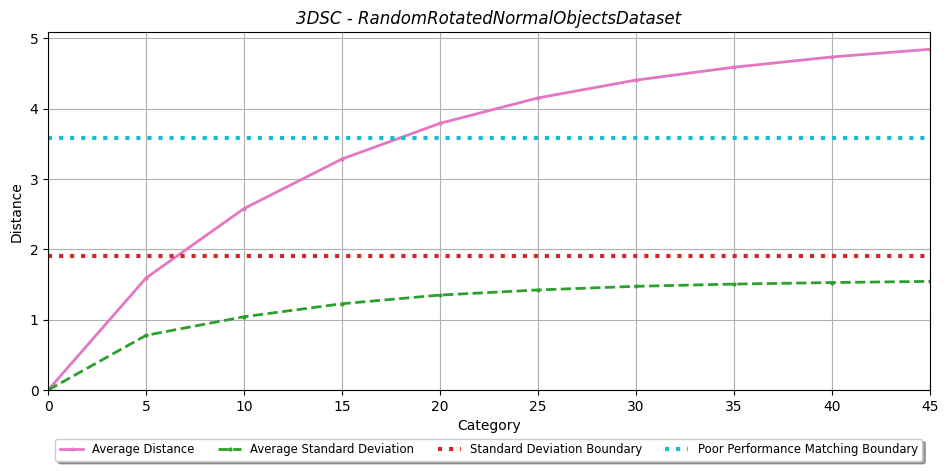 3DSC - RandomRotatedNormalObjectsDataset
5
4
3
2
1
0
Distance
0 5 10 15 20 25 30 35 40 45
Category
Average Distance Average Standard Deviation Standard Deviation Boundary Poor Performance Matching Boundary